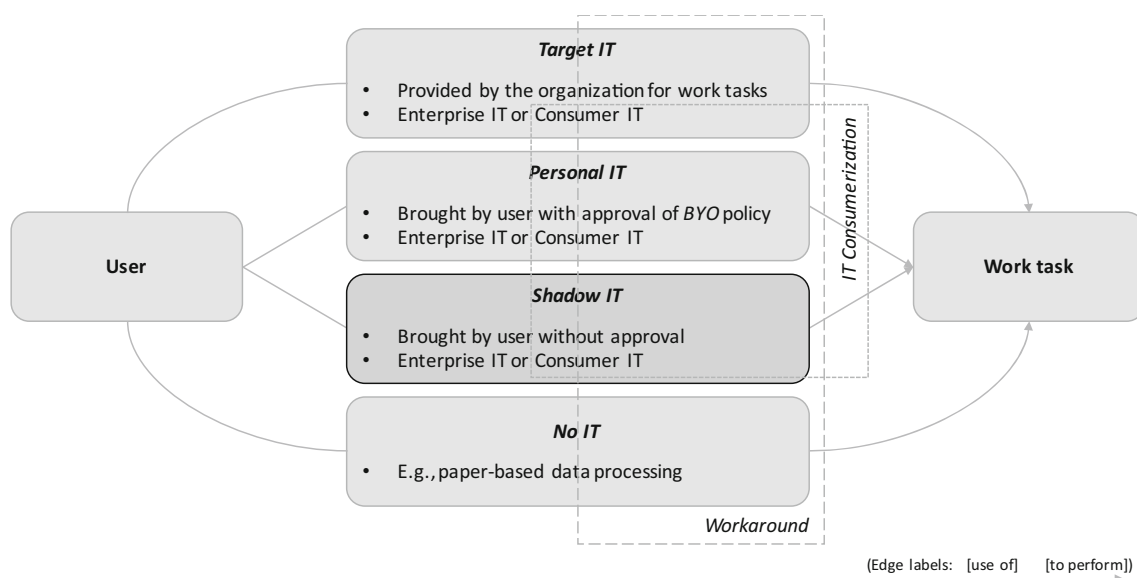 Target IT
• Provided by the organization for work tasks
• Enterprise IT or Consumer IT
Personal IT
• Brought by user with approval of BYO policy
• Enterprise IT or Consumer IT
User
IT Consumerization
Work task
Shadow IT
• Brought by user without approval
• Enterprise IT or Consumer IT
No IT
• E.g., paper-based data processing
Workaround
(Edge labels: [use of] [to perform])